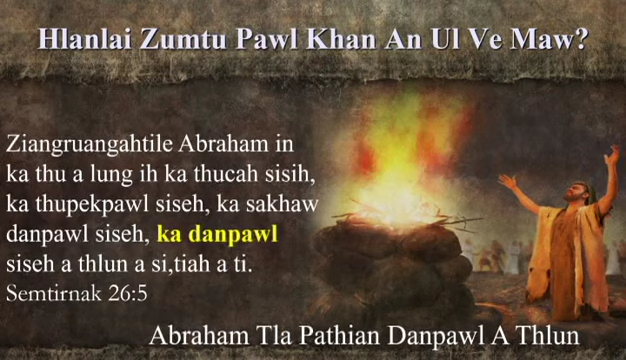 Hlanlai Zumtu Pawl Khan An Ul Ve Maw?
Ziangruangahtile Abraham in
ka thu a lung ih ka thucah sisih,
ka thupekpawl siseh, ka sakhaw
danpawl siseh, ka danpawl
siseh a thlun a si,tiah a ti.
Semtirnak 26:5
Abraham Tla Pathian Danpawl A Thlun